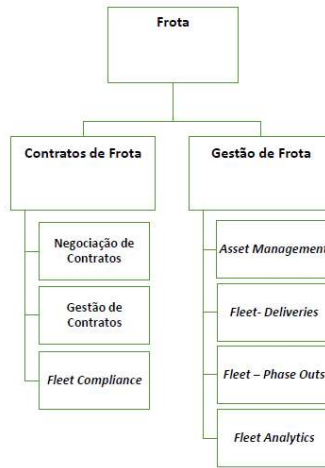 Frota
Contratos de Frota
Gestão de Frota
Negociação de
Contratos
Gestão de
Contratos
Fleet Compliance
Asset Management
Fleet- Deliveries
Fleet – Phase Outs
Fleet Analytics